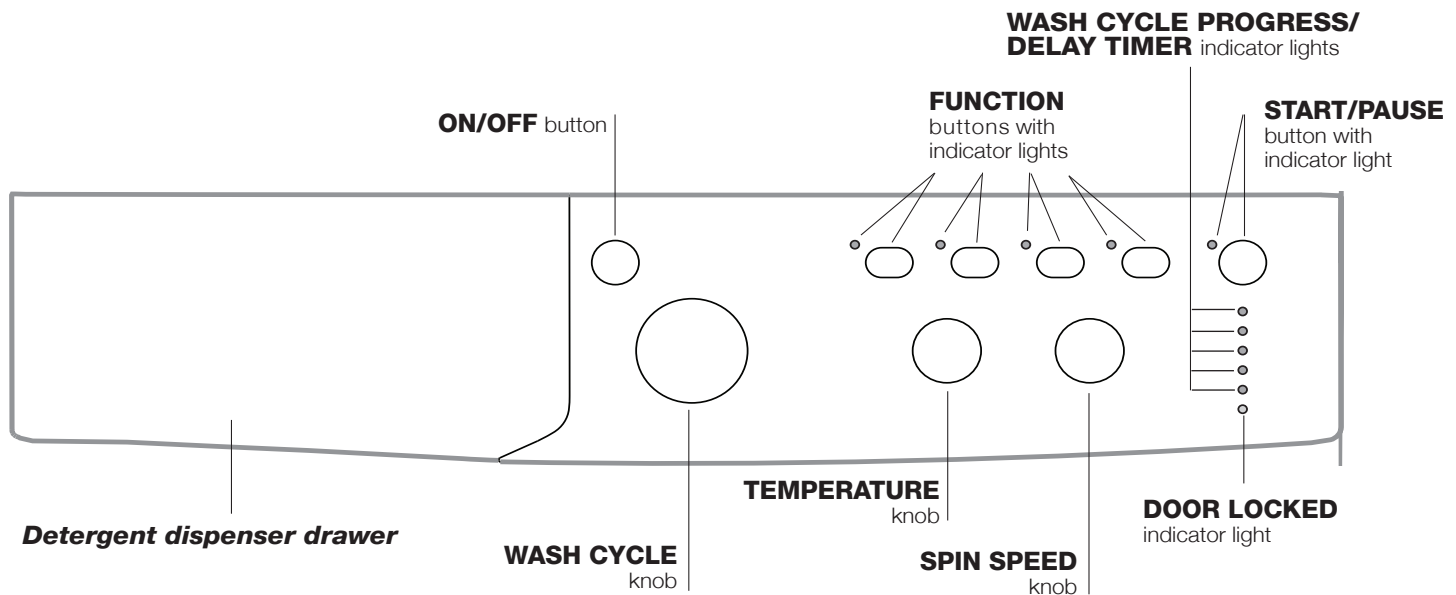 WASH CYCLE PROGRESS/
DELAY TIMER indicator lights
FUNCTION
buttons with
indicator lights
START/PAUSE
button with
indicator light
ON/OFF button
TEMPERATURE
knob
DOOR LOCKED
indicator light
Detergent dispenser drawer
WASH CYCLE
knob
SPIN SPEED
knob